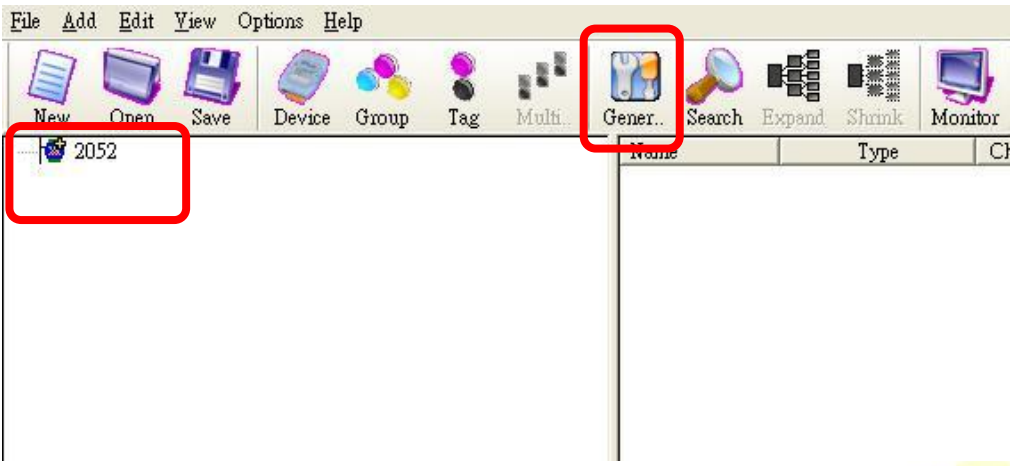 File Add Edit View Options Help
New Open Save Device Group Tag Multi.. Gener.. Search Expand Shrink Monitor
2052 Name Type Ch